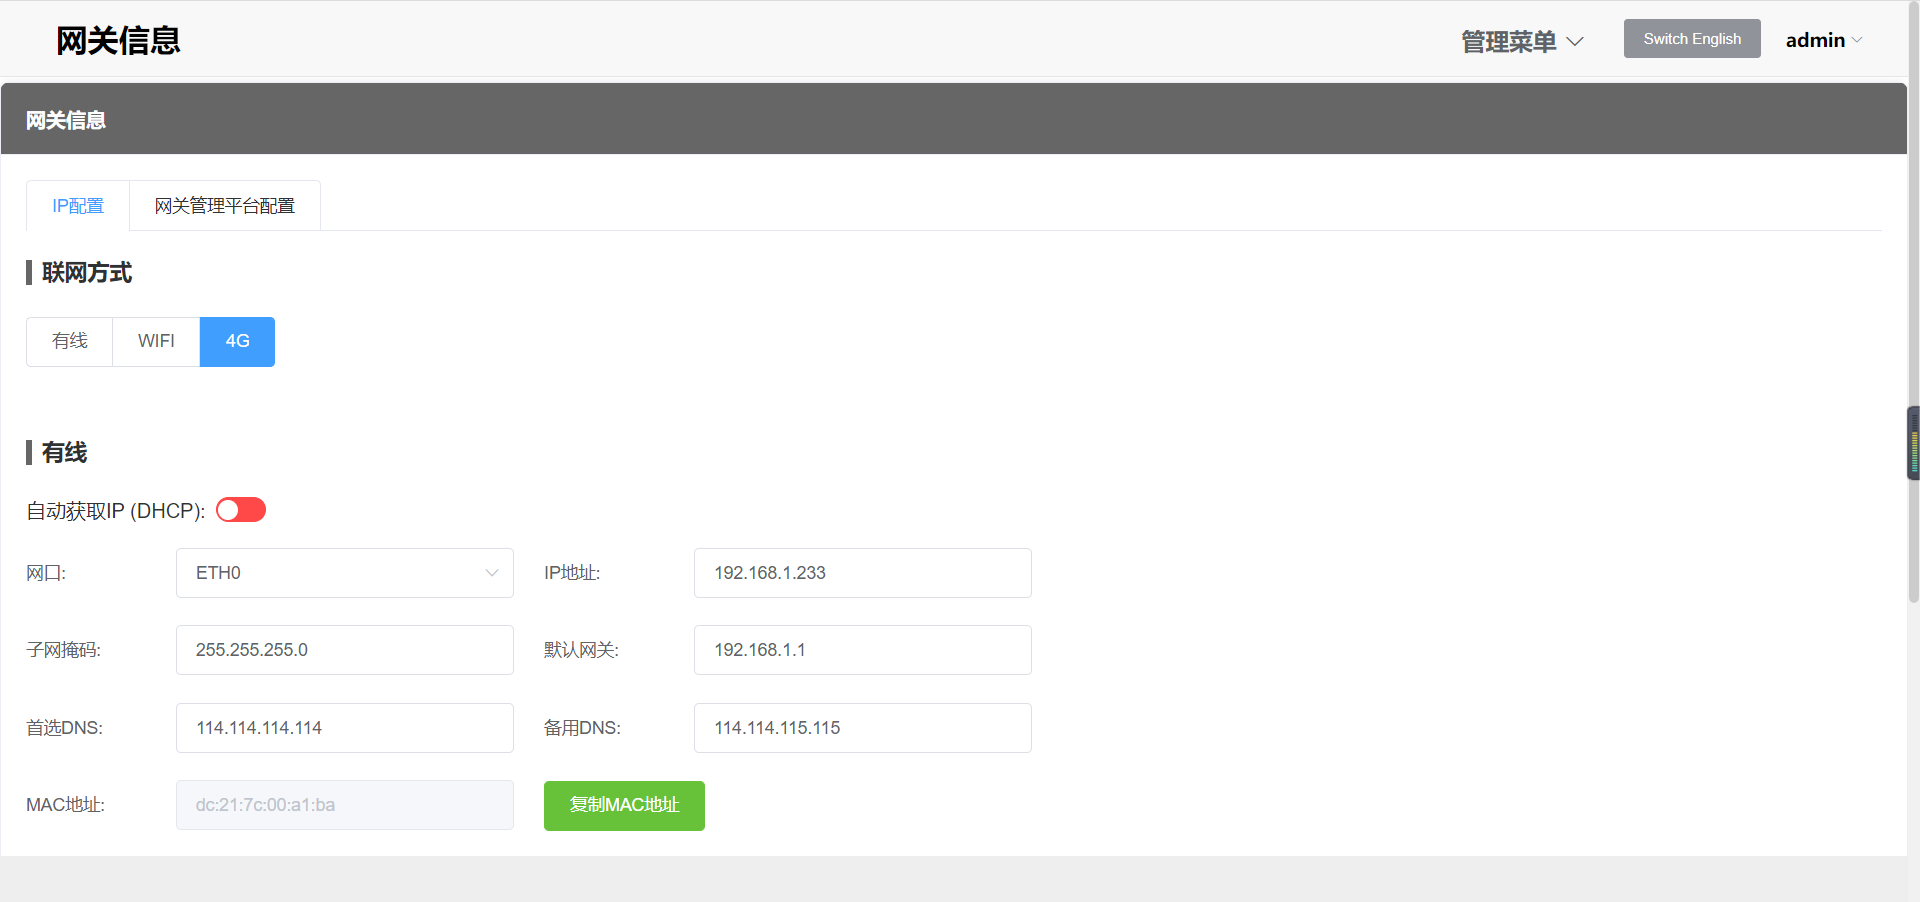 网关信息
管理菜单
Switch English
admin
网关信息
IP配置
网关管理平台配置
联网方式
有线
WIFI
4G
有线
自动获取IP (DHCP):
网口:
ETH0
IP地址:
192.168.1.233
子网掩码:
255.255.255.0
默认网关:
192.168.1.1
首选DNS:
114.114.114.114
备用DNS:
114.114.115.115
MAC地址:
dc:21:7c:00:a1:ba
复制MAC地址